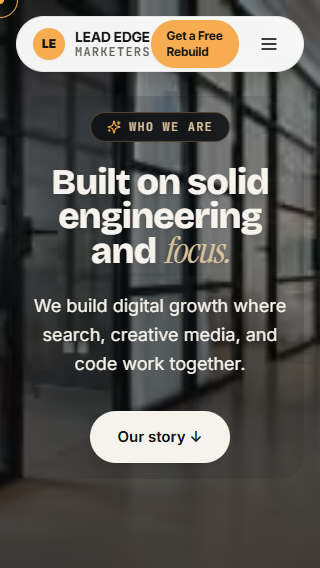 LE
LEAD EDGE
MARKETERS
Get a Free
Rebuild
WHO WE ARE
Built on solid
engineering
and focus.
We build digital growth where
search, creative media, and
code work together.
Our story ↓